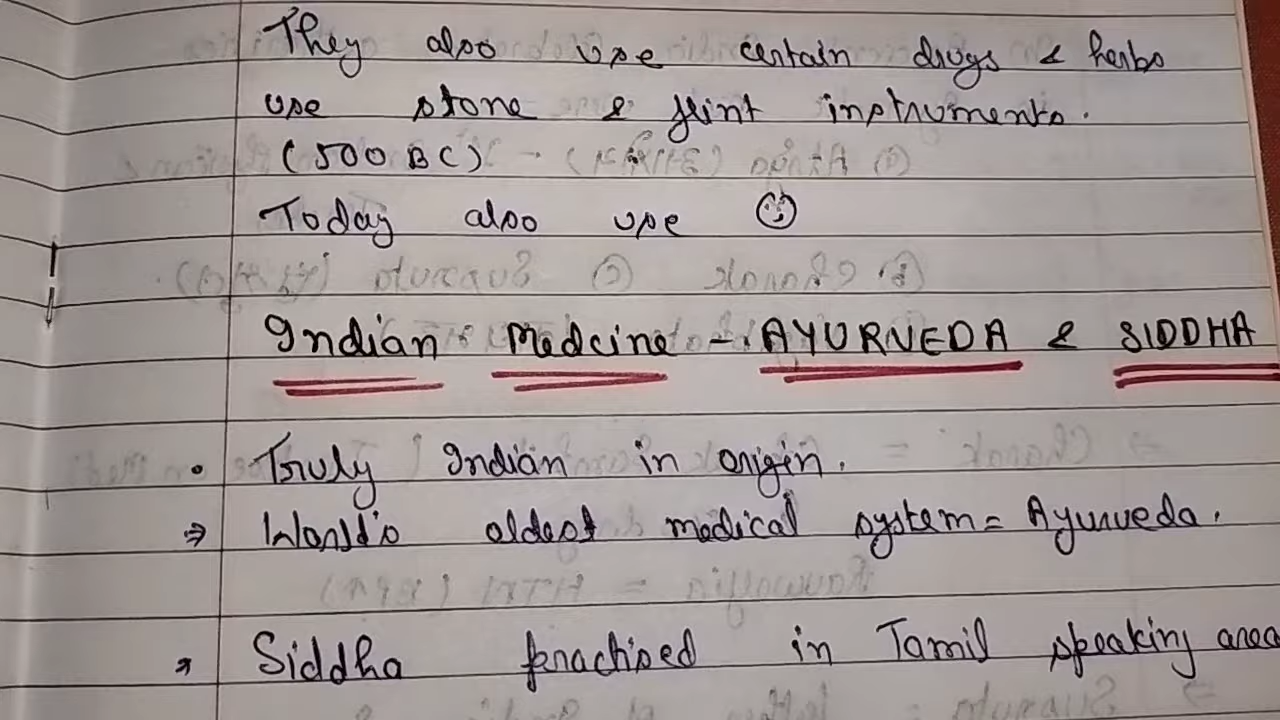 They also use certain drugs & herbs
use stone & flint instruments.
(500 BC)
Today also use
Indian Medcine - AYURVEDA & SIDDHA
• Truly Indian in origin.
⇒ World's oldest medical system = Ayurveda.
⇒ Siddha practised in Tamil speaking area